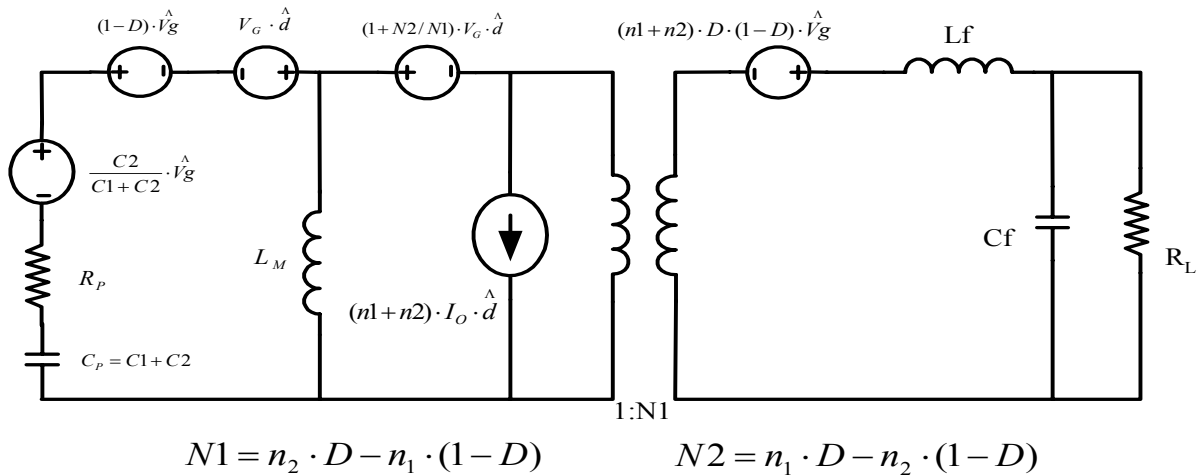 (1−D)·V̂g
V_G·d̂
(1+N2/N1)·V_G·d̂
(n1+n2)·D·(1−D)·V̂g
Lf
+ − − + + − − +
+
C2/(C1+C2)·V̂g
−
R_P
L_M
Cf
R_L
(n1+n2)·I_O·d̂
C_P=C1+C2
1:N1
N1=n₂·D−n₁·(1−D)
N2=n₁·D−n₂·(1−D)